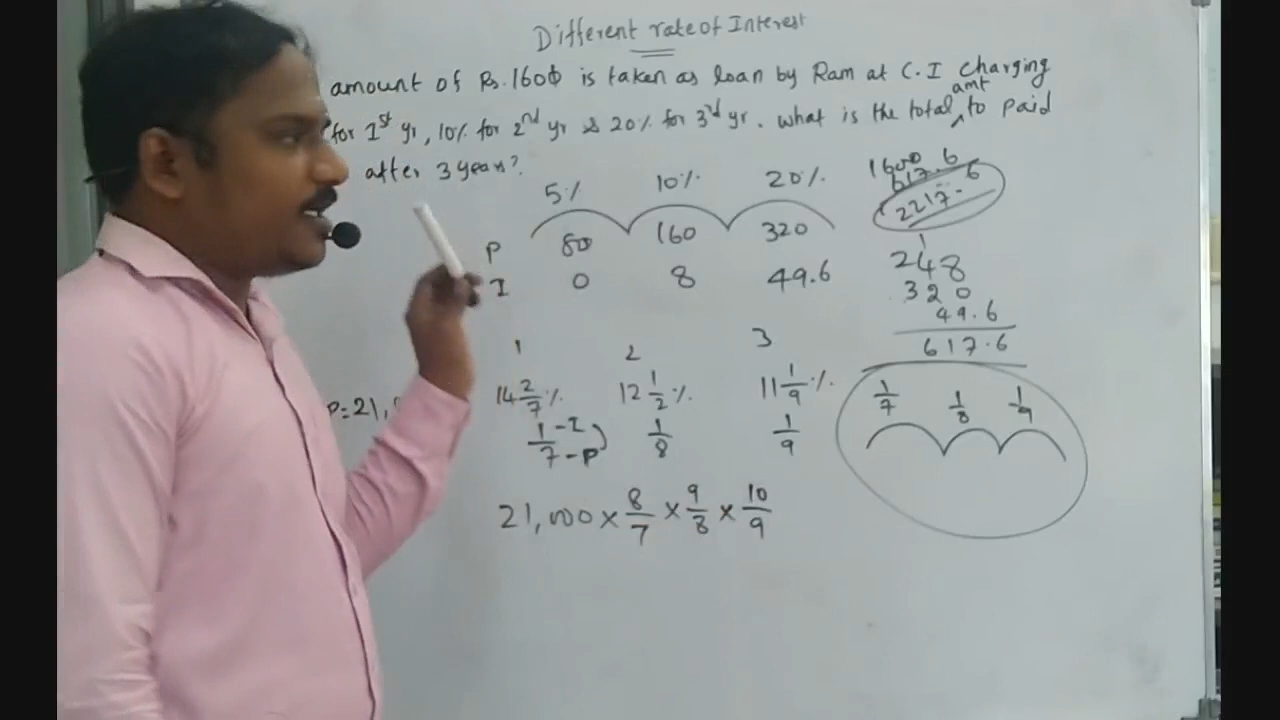 Different rate of Interest
amount of Rs.1600 is taken as loan by Ram at C.I charging
for 1st yr, 10% for 2nd yr & 20% for 3rd yr. what is the total amt to paid
after 3 years?
5% 10% 20%
P 80 160 320
I 0 8 49.6
1600
617.6
2217.6
1
248
320
49.6
617.6
1 2 3
14 2/7 % 12 1/2 % 11 1/9 %
P=21,
1/7 -I -P 1/8 1/9
1/7 1/8 1/9
21,000 × 8/7 × 9/8 × 10/9